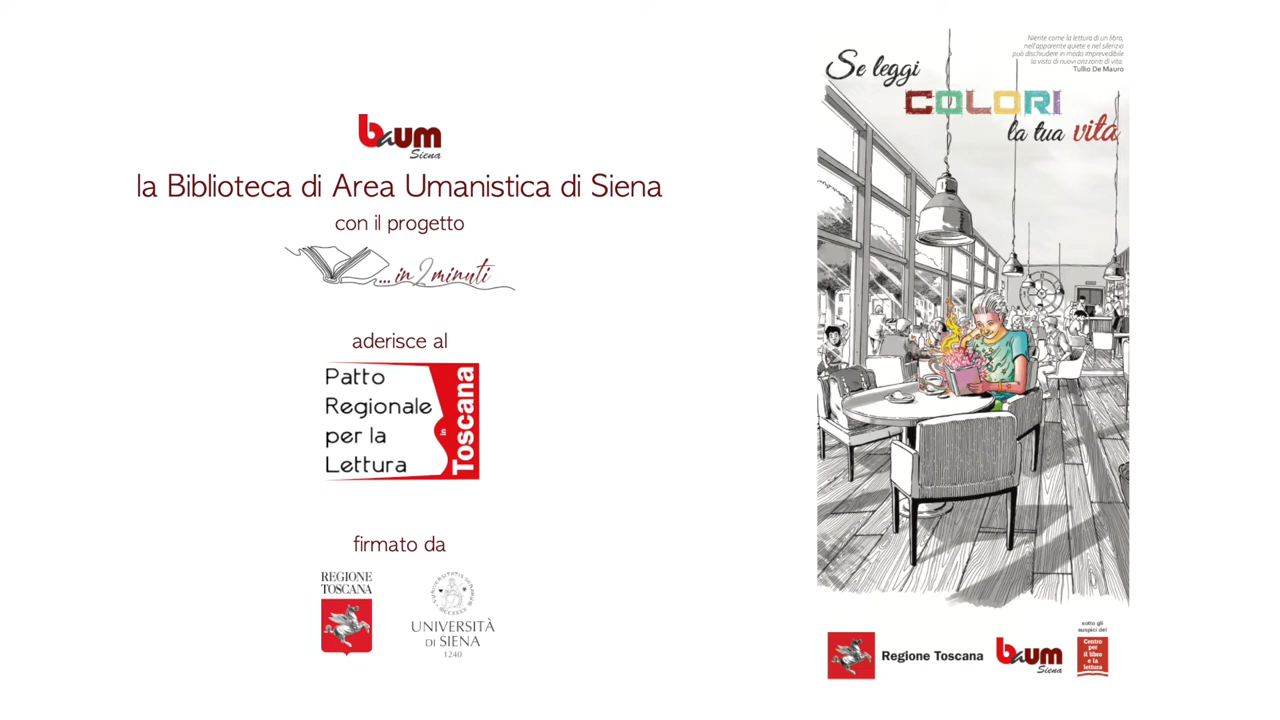 baum
Siena
la Biblioteca di Area Umanistica di Siena
con il progetto
...in 2 minuti
aderisce al
Patto
Regionale
per la
Lettura
in
Toscana
firmato da
REGIONE
TOSCANA
UNIVERSITÀ
DI SIENA
1240
Niente come la lettura di un libro,
nell'apparente quiete e nel silenzio
può dischiudere in modo imprevedibile
la vista di nuovi orizzonti di vita.
Tullio De Mauro
Se leggi
COLORI
la tua vita
Regione Toscana
baum
Siena
sotto gli
auspici del
Centro
per
il libro
e la
lettura